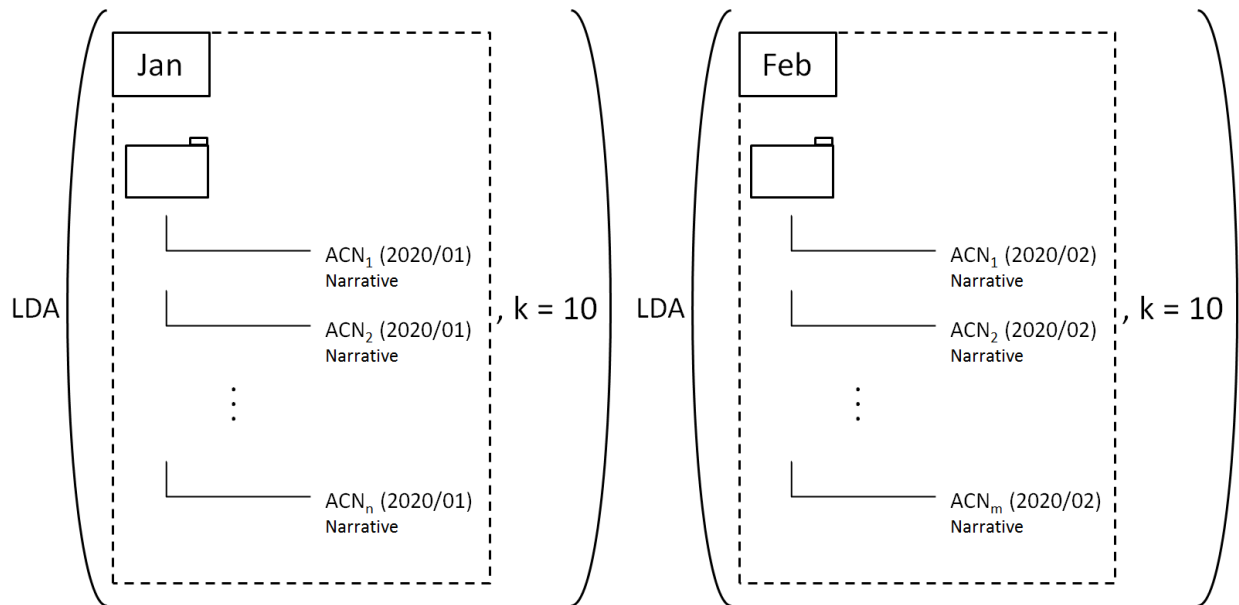 Jan
ACN₁ (2020/01)
Narrative
ACN₂ (2020/01)
Narrative
LDA
, k = 10
⋮
ACNₙ (2020/01)
Narrative
Feb
ACN₁ (2020/02)
Narrative
ACN₂ (2020/02)
Narrative
LDA
, k = 10
⋮
ACNₘ (2020/02)
Narrative